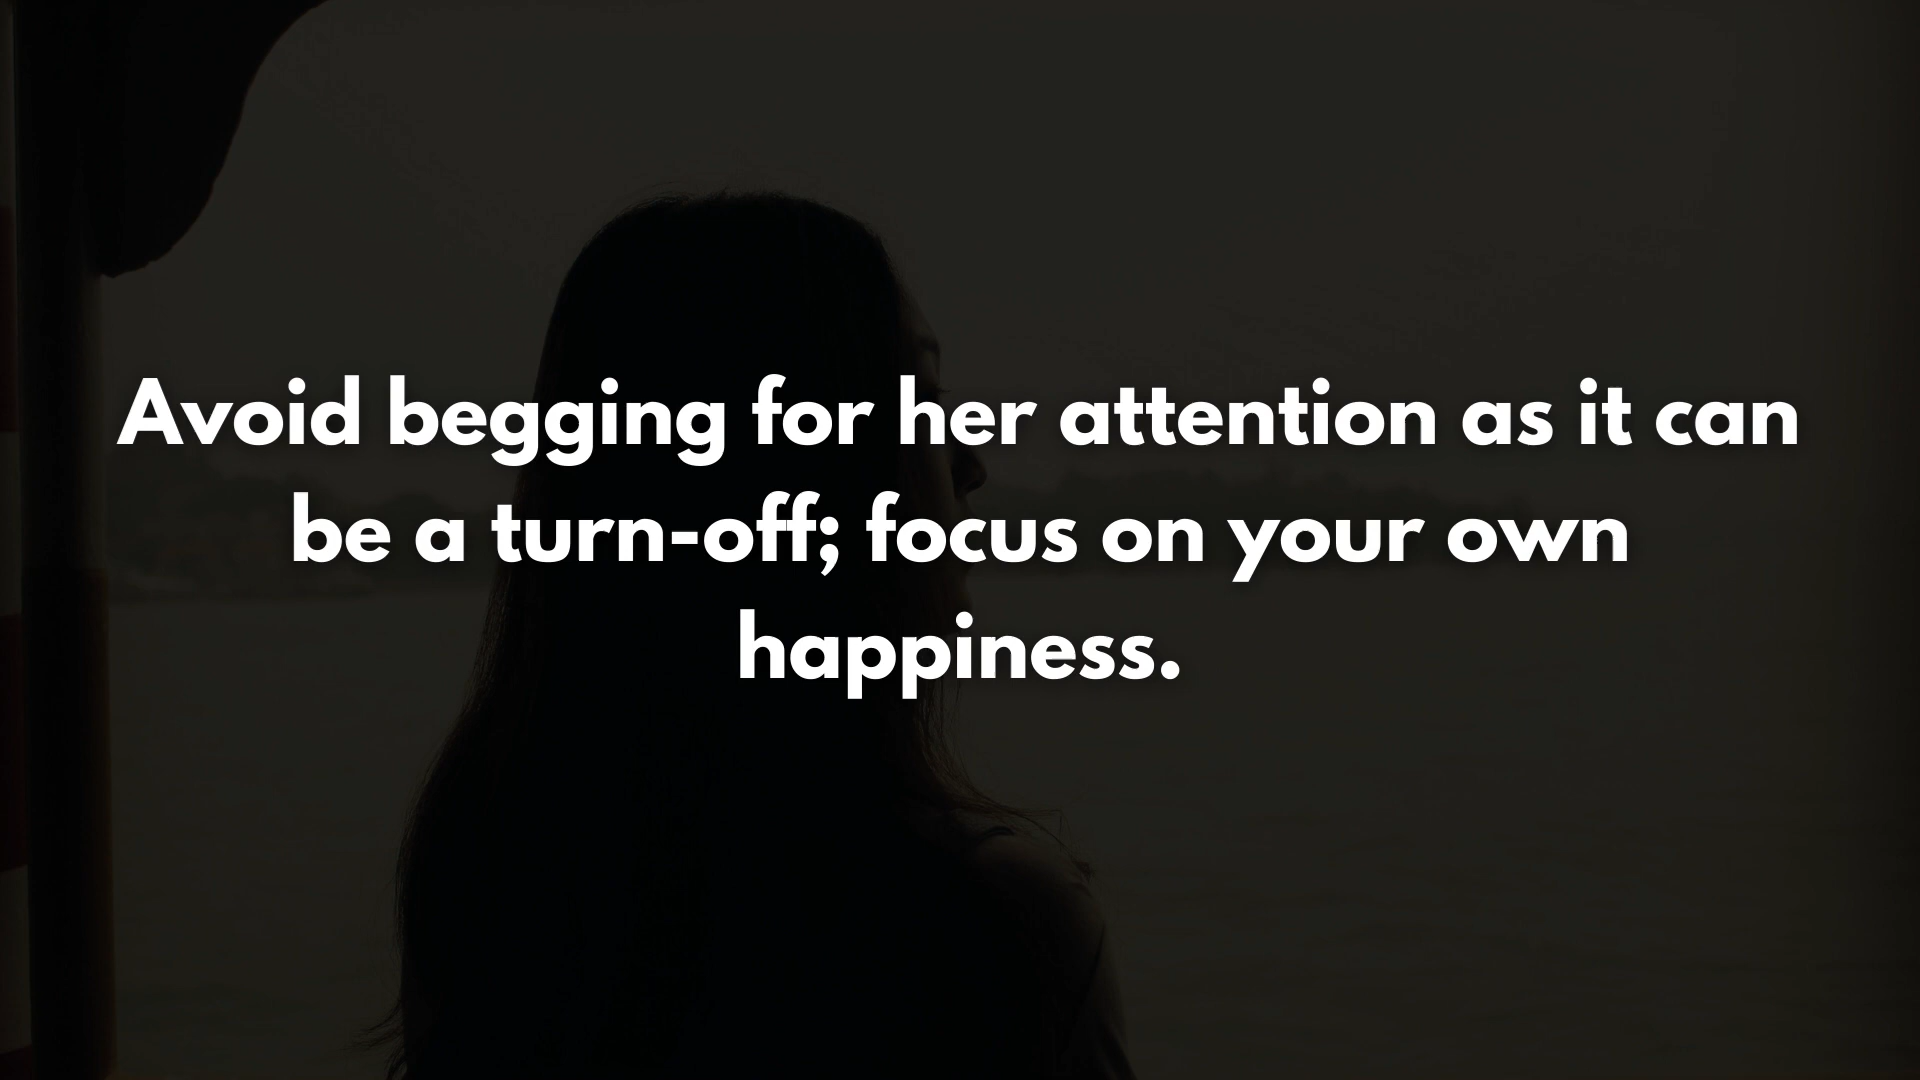 Avoid begging for her attention as it can
be a turn-off; focus on your own
happiness.